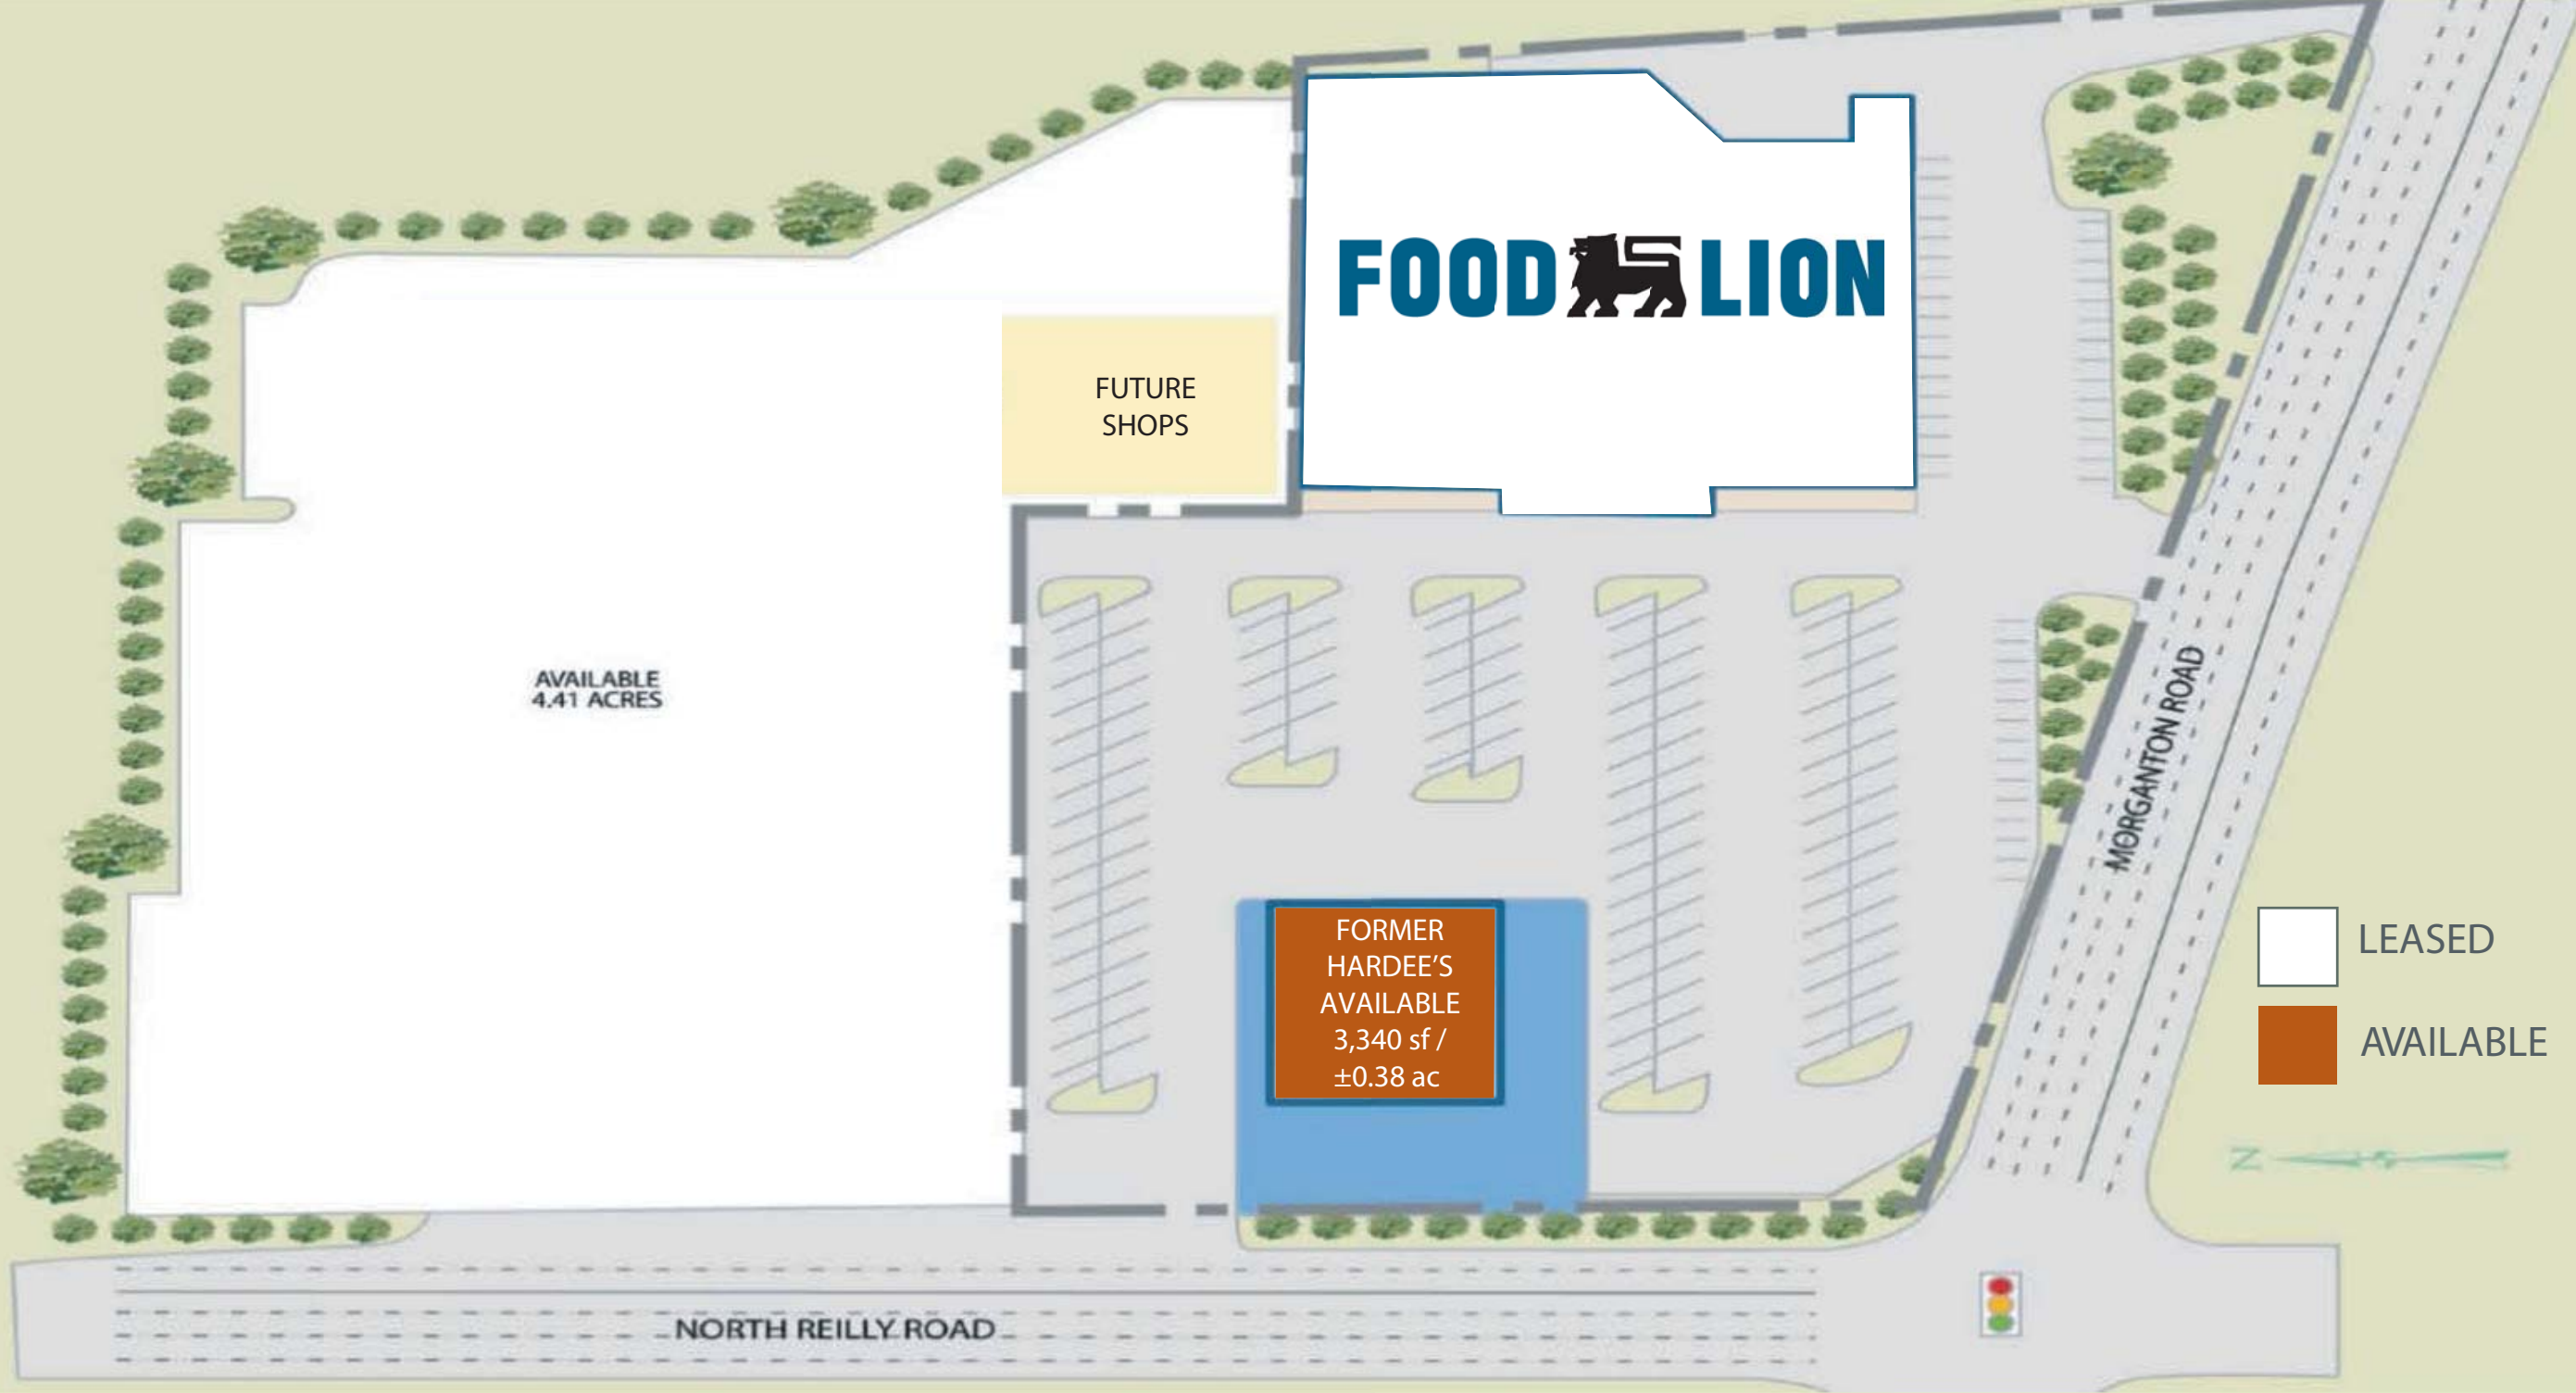 FOOD LION
FUTURE
SHOPS
AVAILABLE
4.41 ACRES
MORGANTON ROAD
FORMER
HARDEE'S
AVAILABLE
3,340 sf /
±0.38 ac
LEASED
AVAILABLE
N
NORTH REILLY ROAD